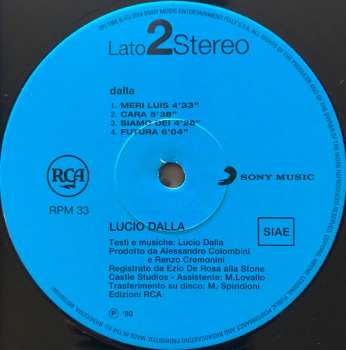 Lato 2 Stereo
dalla
1. MERI LUIS 4'33"
2. CARA 5'38"
3. SIAMO DEI 4'28"
4. FUTURA 6'04"
RCA
SONY MUSIC
RPM 33
LUCIO DALLA
SIAE
Testi e musiche: Lucio Dalla
Prodotto da Alessandro Colombini
e Renzo Cremonini
Registrato da Ezio De Rosa alla Stone
Castle Studios - Assistente: M.Lovallo
Trasferimento su disco: M. Spindioni
Edizioni RCA
℗ '80